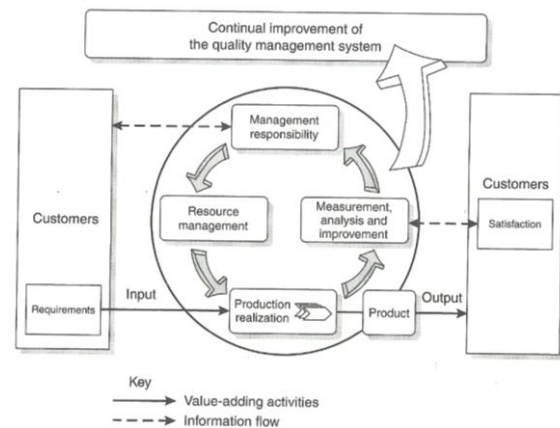 Continual improvement of
the quality management system
Management
responsibility
Customers
Resource
management
Measurement,
analysis and
improvement
Customers
Satisfaction
Requirements
Input
Production
realization
Product
Output
Key
Value-adding activities
Information flow